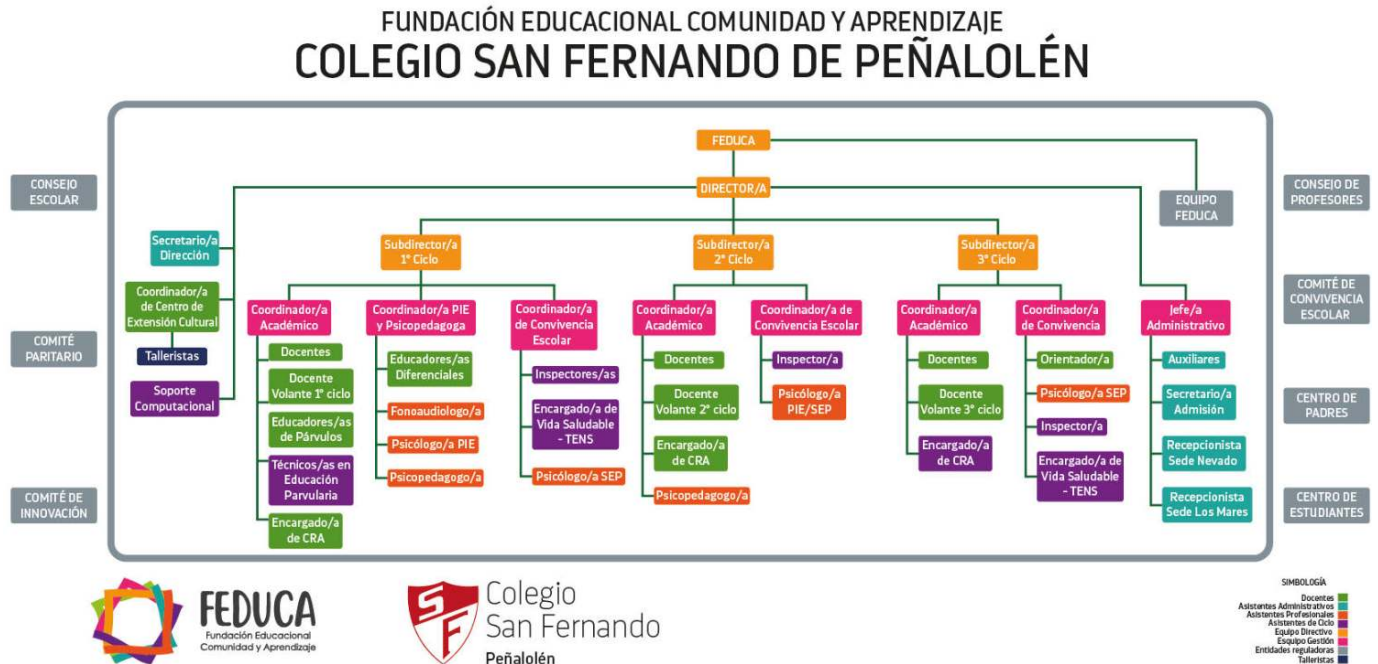 FUNDACIÓN EDUCACIONAL COMUNIDAD Y APRENDIZAJE
COLEGIO SAN FERNANDO DE PEÑALOLÉN
CONSEJO
ESCOLAR
COMITÉ
PARITARIO
COMITÉ DE
INNOVACIÓN
FEDUCA
DIRECTOR/A
EQUIPO
FEDUCA
Secretario/a
Dirección
Coordinador/a
de Centro de
Extensión Cultural
Talleristas
Soporte
Computacional
Subdirector/a
1° Ciclo
Coordinador/a
Académico
Docentes
Docente
Volante 1° ciclo
Educadores/as
de Párvulos
Técnicos/as en
Educación
Parvularia
Encargado/a
de CRA
Coordinador/a PIE
y Psicopedagoga
Educadores/as
Diferenciales
Fonoaudiologo/a
Psicólogo/a PIE
Psicopedagogo/a
Coordinador/a
de Convivencia
Escolar
Inspectores/as
Encargado/a de
Vida Saludable
- TENS
Psicólogo/a SEP
Subdirector/a
2° Ciclo
Coordinador/a
Académico
Docentes
Docente
Volante 2° ciclo
Encargado/a
de CRA
Psicopedagogo/a
Coordinador/a de
Convivencia Escolar
Inspector/a
Psicólogo/a
PIE/SEP
Subdirector/a
3° Ciclo
Coordinador/a
Académico
Docentes
Docente
Volante 3° ciclo
Encargado/a
de CRA
Coordinador/a
de Convivencia
Orientador/a
Psicólogo/a SEP
Inspector/a
Encargado/a de
Vida Saludable
- TENS
Jefe/a
Administrativo
Auxiliares
Secretario/a
Admisión
Recepcionista
Sede Nevado
Recepcionista
Sede Los Mares
CONSEJO DE
PROFESORES
COMITÉ DE
CONVIVENCIA
ESCOLAR
CENTRO DE
PADRES
CENTRO DE
ESTUDIANTES
FEDUCA
Fundación Educacional
Comunidad y Aprendizaje
SF
Colegio
San Fernando
Peñalolén
SIMBOLOGÍA
Docentes
Asistentes Administrativos
Asistentes Profesionales
Asistentes de Ciclo
Equipo Directivo
Esquipo Gestión
Entidades reguladoras
Talleristas